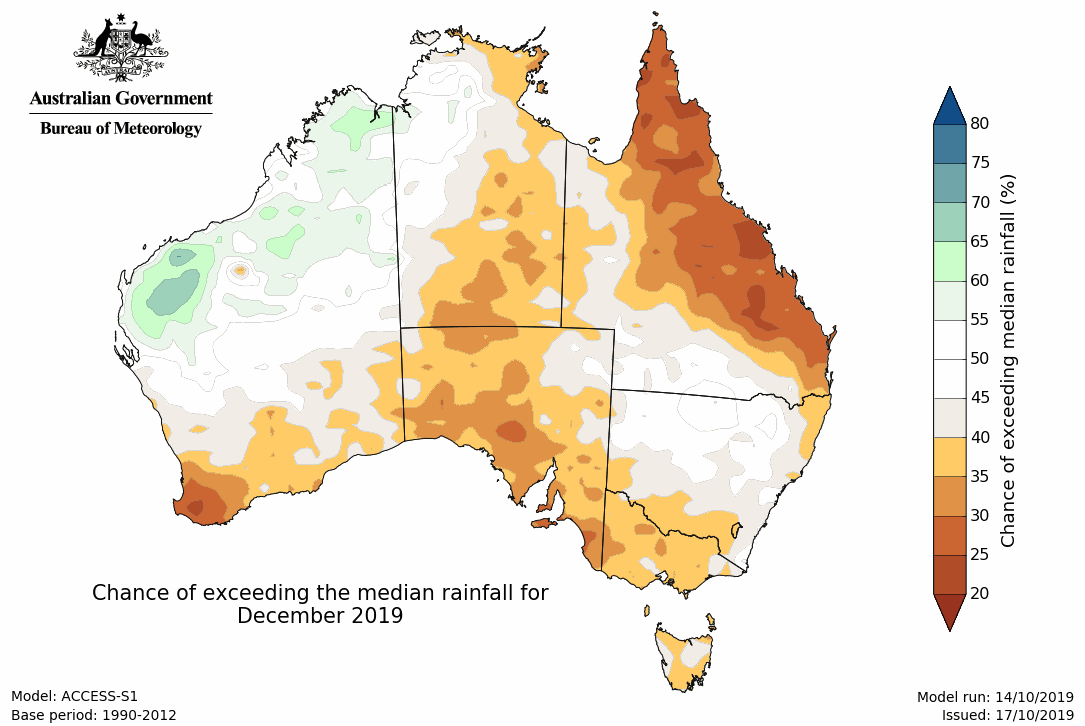 Australian Government
Bureau of Meteorology
80
75
70
65
60
55
50
45
40
35
30
25
20
Chance of exceeding median rainfall (%)
Chance of exceeding the median rainfall for
December 2019
Model: ACCESS-S1
Base period: 1990-2012
Model run: 14/10/2019
Issued: 17/10/2019